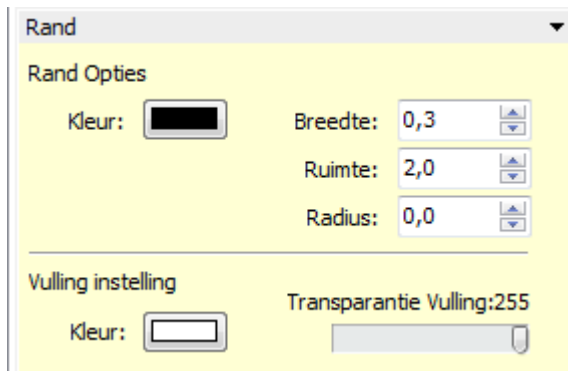 Rand
Rand Opties
Kleur: Breedte: 0,3
Ruimte: 2,0
Radius: 0,0
Vulling instelling
Transparantie Vulling:255
Kleur: